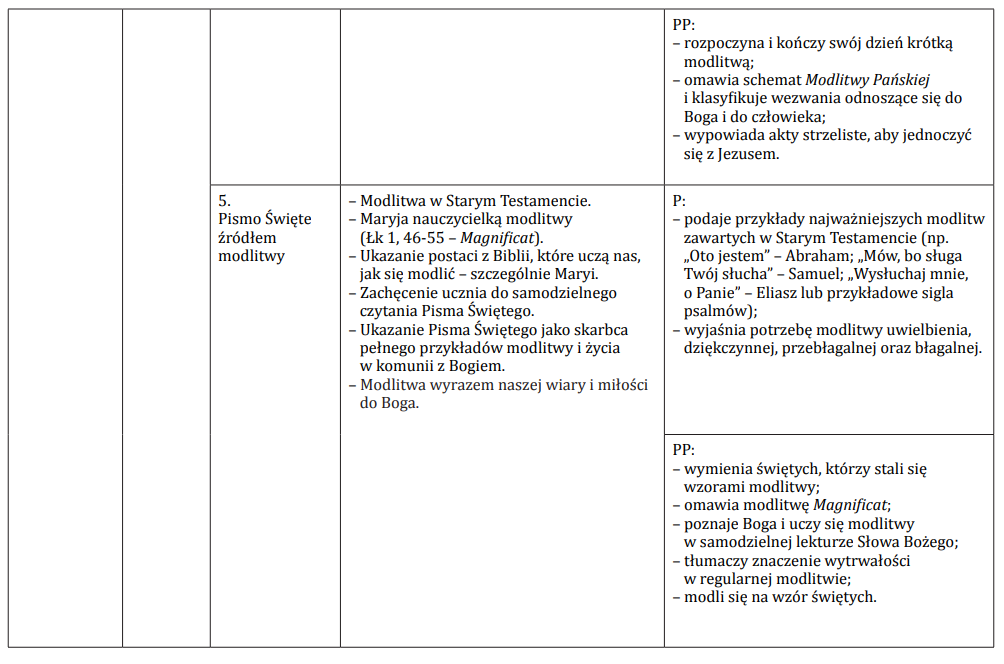 PP:
– rozpoczyna i kończy swój dzień krótką
modlitwą;
– omawia schemat Modlitwy Pańskiej
i klasyfikuje wezwania odnoszące się do
Boga i do człowieka;
– wypowiada akty strzeliste, aby jednoczyć
się z Jezusem.
5.
Pismo Święte
źródłem
modlitwy
– Modlitwa w Starym Testamencie.
– Maryja nauczycielką modlitwy
(Łk 1, 46-55 – Magnificat).
– Ukazanie postaci z Biblii, które uczą nas,
jak się modlić – szczególnie Maryi.
– Zachęcenie ucznia do samodzielnego
czytania Pisma Świętego.
– Ukazanie Pisma Świętego jako skarbca
pełnego przykładów modlitwy i życia
w komunii z Bogiem.
– Modlitwa wyrazem naszej wiary i miłości
do Boga.
P:
– podaje przykłady najważniejszych modlitw
zawartych w Starym Testamencie (np.
„Oto jestem” – Abraham; „Mów, bo sługa
Twój słucha” – Samuel; „Wysłuchaj mnie,
o Panie” – Eliasz lub przykładowe sigla
psalmów);
– wyjaśnia potrzebę modlitwy uwielbienia,
dziękczynnej, przebłagalnej oraz błagalnej.
PP:
– wymienia świętych, którzy stali się
wzorami modlitwy;
– omawia modlitwę Magnificat;
– poznaje Boga i uczy się modlitwy
w samodzielnej lekturze Słowa Bożego;
– tłumaczy znaczenie wytrwałości
w regularnej modlitwie;
– modli się na wzór świętych.